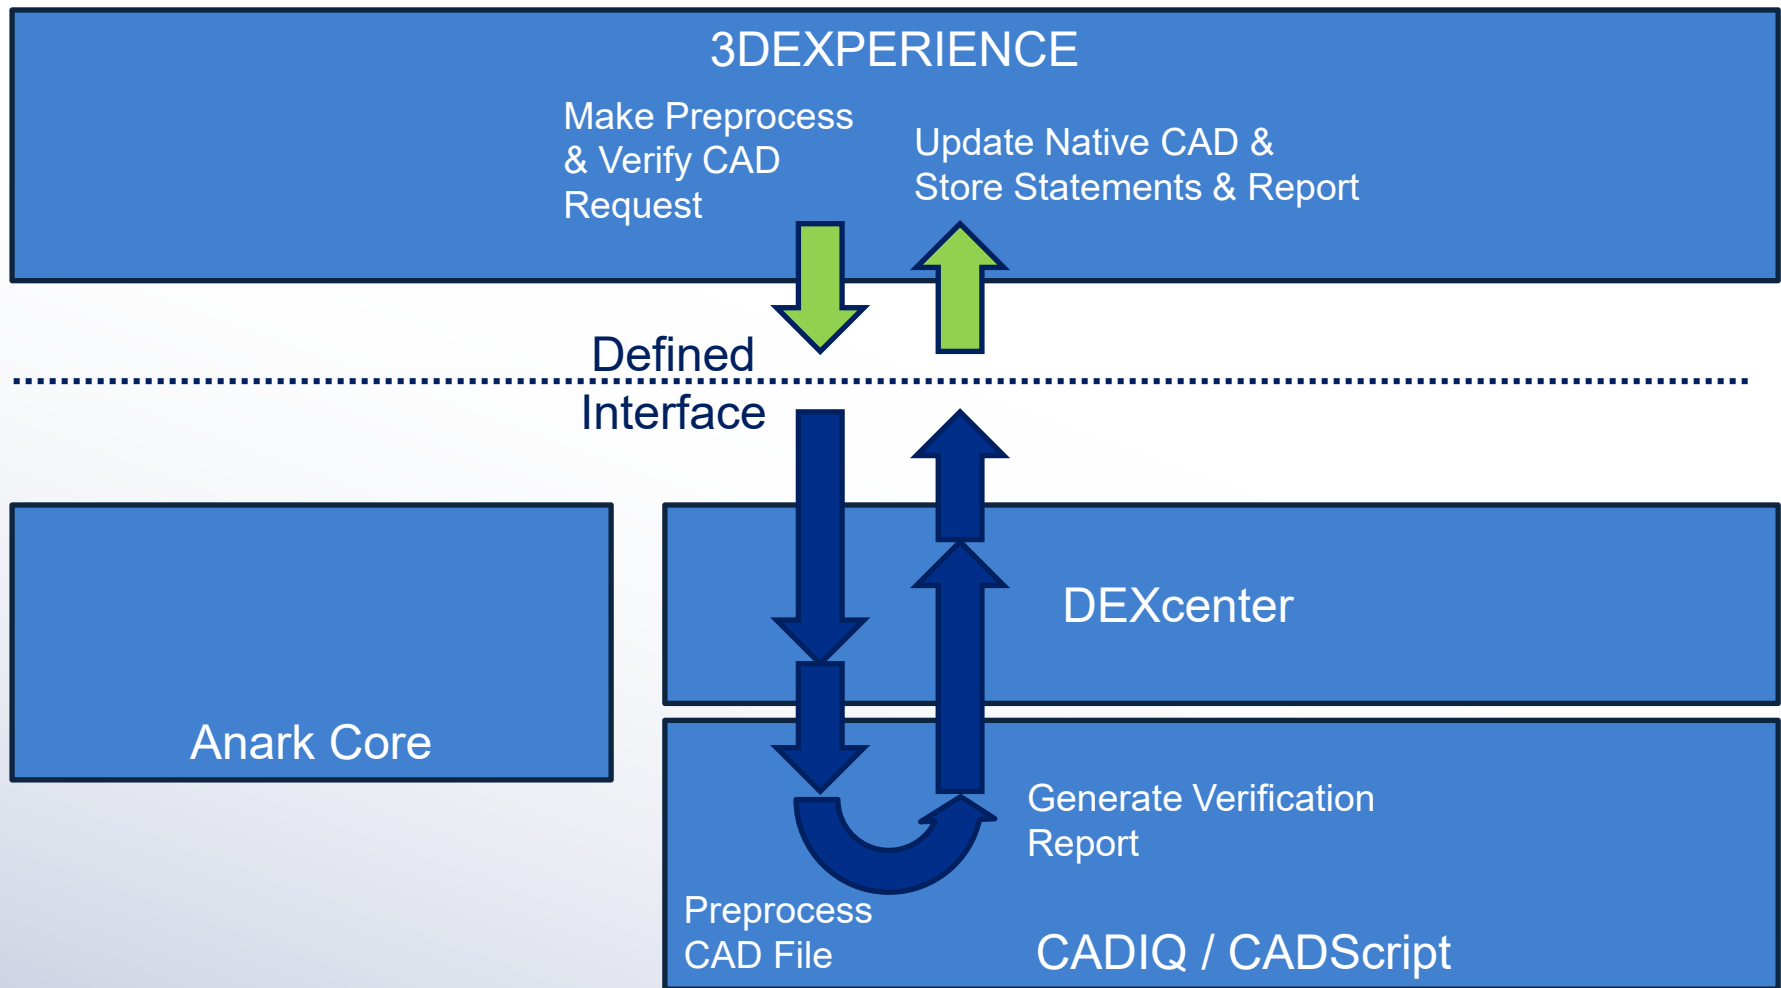 3DEXPERIENCE
Make Preprocess
& Verify CAD
Request
Update Native CAD &
Store Statements & Report
Defined
Interface
Anark Core
DEXcenter
Generate Verification
Report
Preprocess
CAD File
CADIQ / CADScript